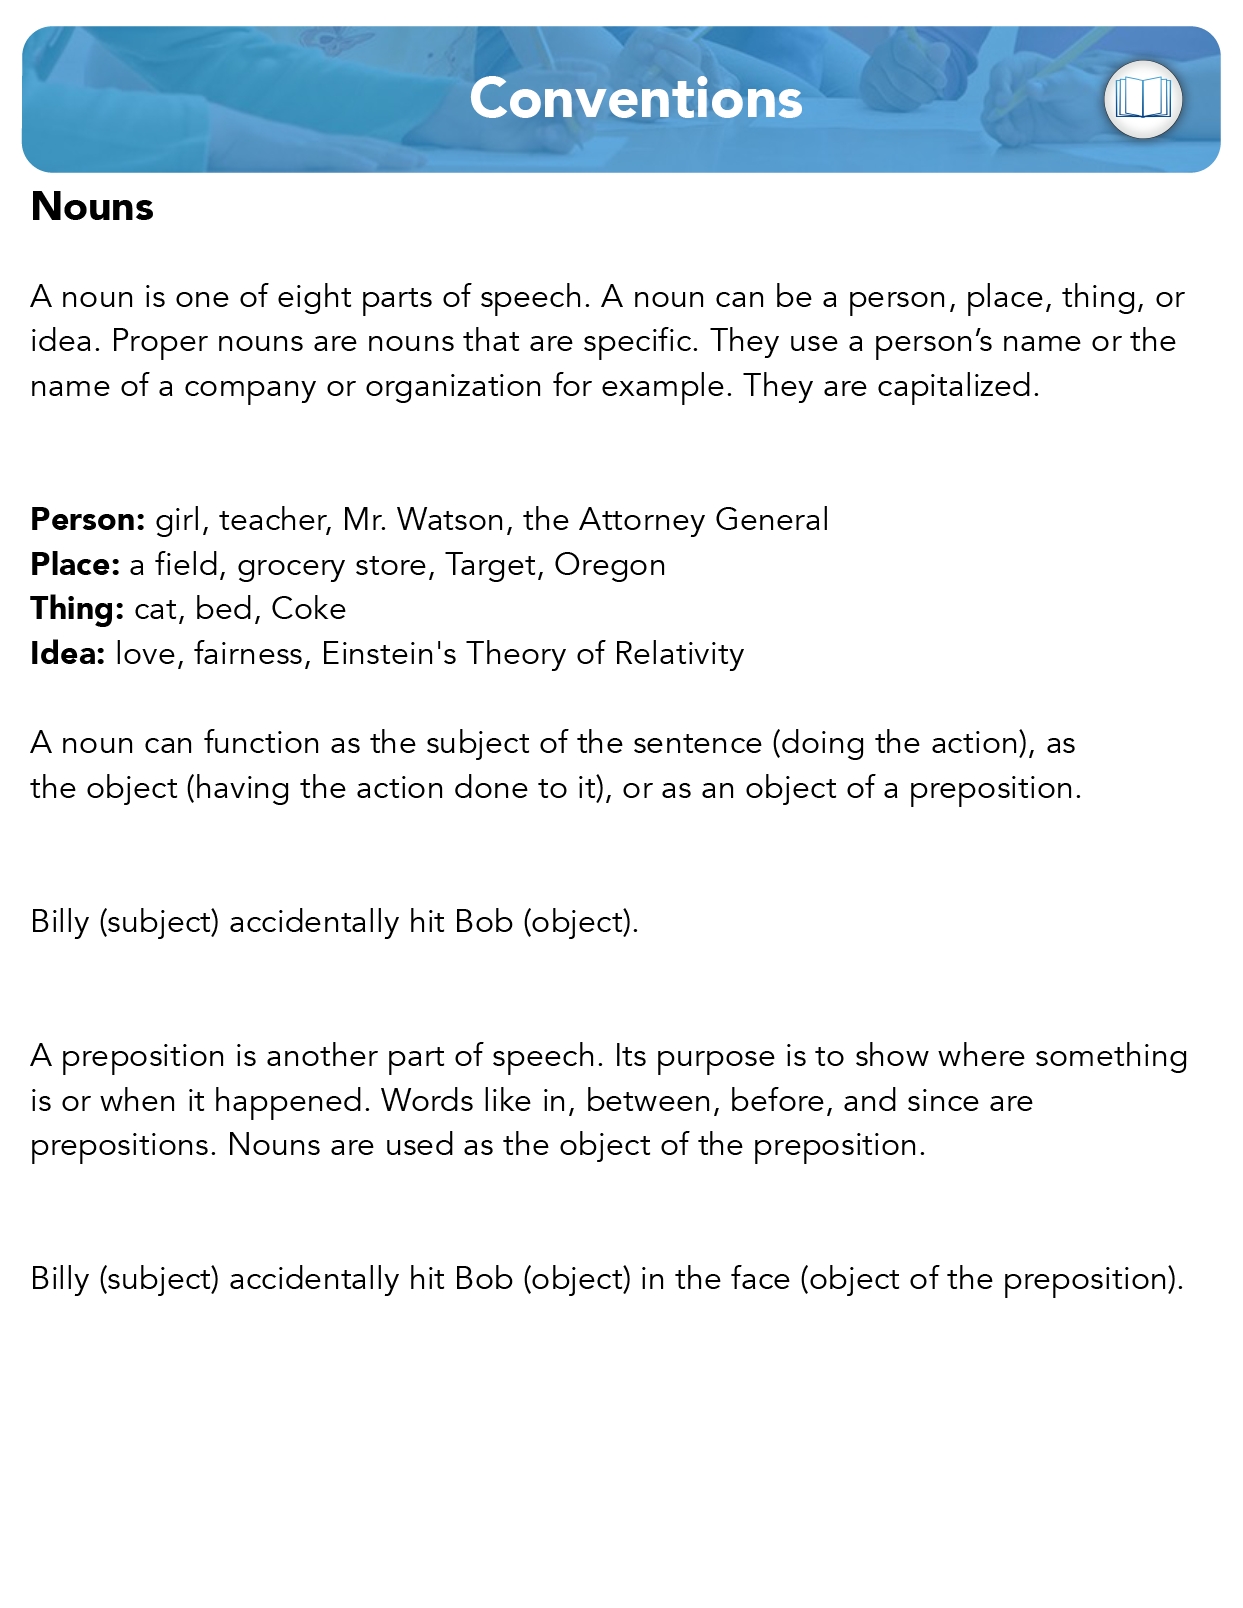 Conventions
Nouns
A noun is one of eight parts of speech. A noun can be a person, place, thing, or
idea. Proper nouns are nouns that are specific. They use a person’s name or the
name of a company or organization for example. They are capitalized.
Person: girl, teacher, Mr. Watson, the Attorney General
Place: a field, grocery store, Target, Oregon
Thing: cat, bed, Coke
Idea: love, fairness, Einstein's Theory of Relativity
A noun can function as the subject of the sentence (doing the action), as
the object (having the action done to it), or as an object of a preposition.
Billy (subject) accidentally hit Bob (object).
A preposition is another part of speech. Its purpose is to show where something
is or when it happened. Words like in, between, before, and since are
prepositions. Nouns are used as the object of the preposition.
Billy (subject) accidentally hit Bob (object) in the face (object of the preposition).